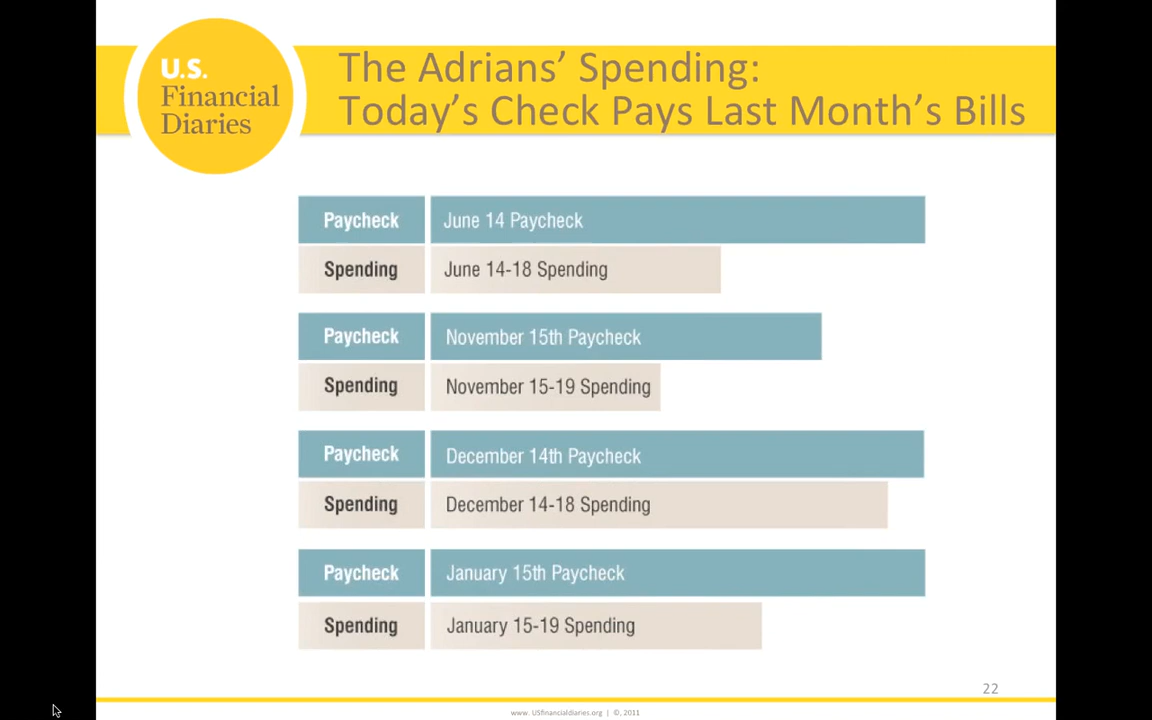 U.S.
Financial
Diaries
The Adrians’ Spending:
Today’s Check Pays Last Month’s Bills
Paycheck June 14 Paycheck
Spending June 14-18 Spending
Paycheck November 15th Paycheck
Spending November 15-19 Spending
Paycheck December 14th Paycheck
Spending December 14-18 Spending
Paycheck January 15th Paycheck
Spending January 15-19 Spending
22
www. USfinancialdiaries.org | ©, 2011